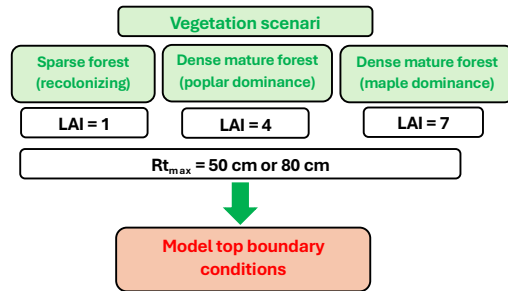 Vegetation scenari
Sparse forest
(recolonizing)
Dense mature forest
(poplar dominance)
Dense mature forest
(maple dominance)
LAI = 1
LAI = 4
LAI = 7
Rtmax = 50 cm or 80 cm
Model top boundary
conditions